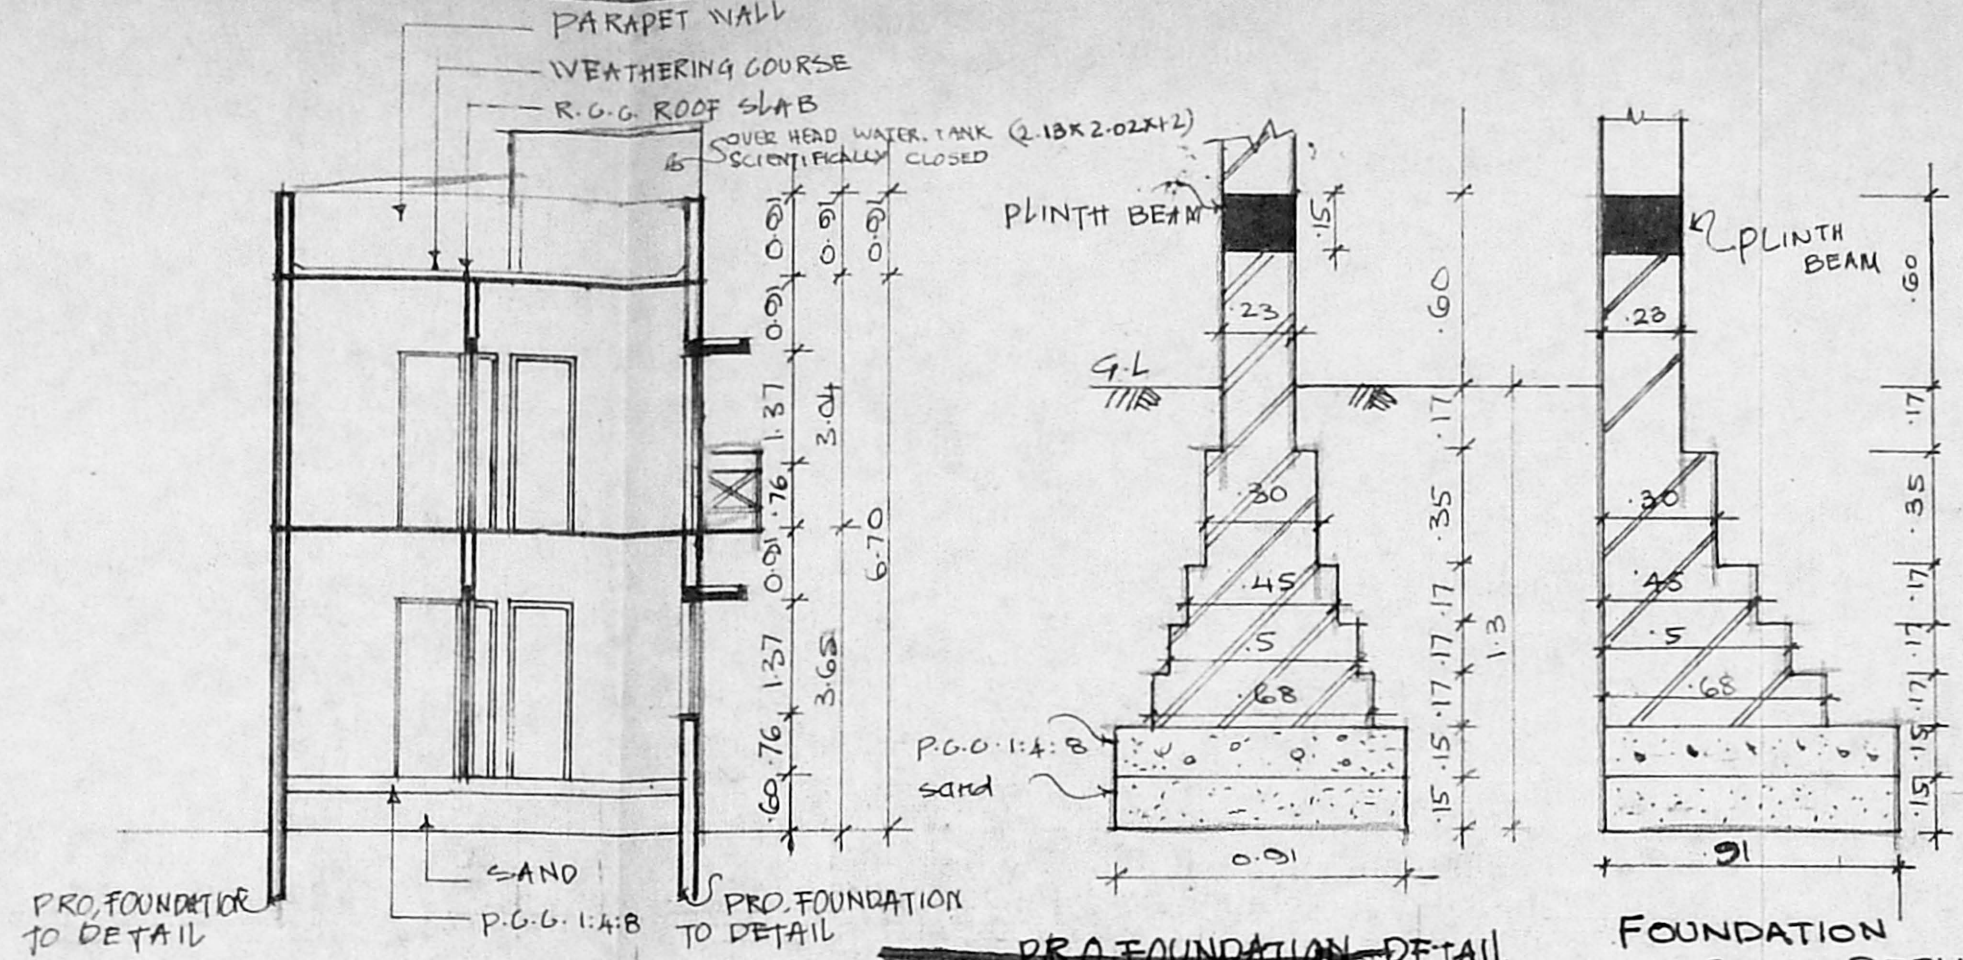 PARAPET WALL
WEATHERING COURSE
R.C.C. ROOF SLAB
OVER HEAD WATER. TANK (2.13X2.02X1.2)
SCIENTIFICALLY CLOSED
0.91
0.91
0.91
0.91
1.37
.76
3.04
0.91
6.70
1.37
3.65
.76
.60
SAND
P.C.C. 1:4:8
PRO. FOUNDATION
TO DETAIL
PRO. FOUNDATION
TO DETAIL
PLINTH BEAM
.15
.23
.60
G.L
.17
.30
.35
.45
.17
.5
.17
.68
.17
1.3
P.C.C. 1:4:8
.15
sand
.15
0.91
PRO FOUNDATION DETAIL
PLINTH
BEAM
.60
.23
.17
.30
.35
.45
.17
.5
.17
.68
.17
.15
.15
.91
FOUNDATION